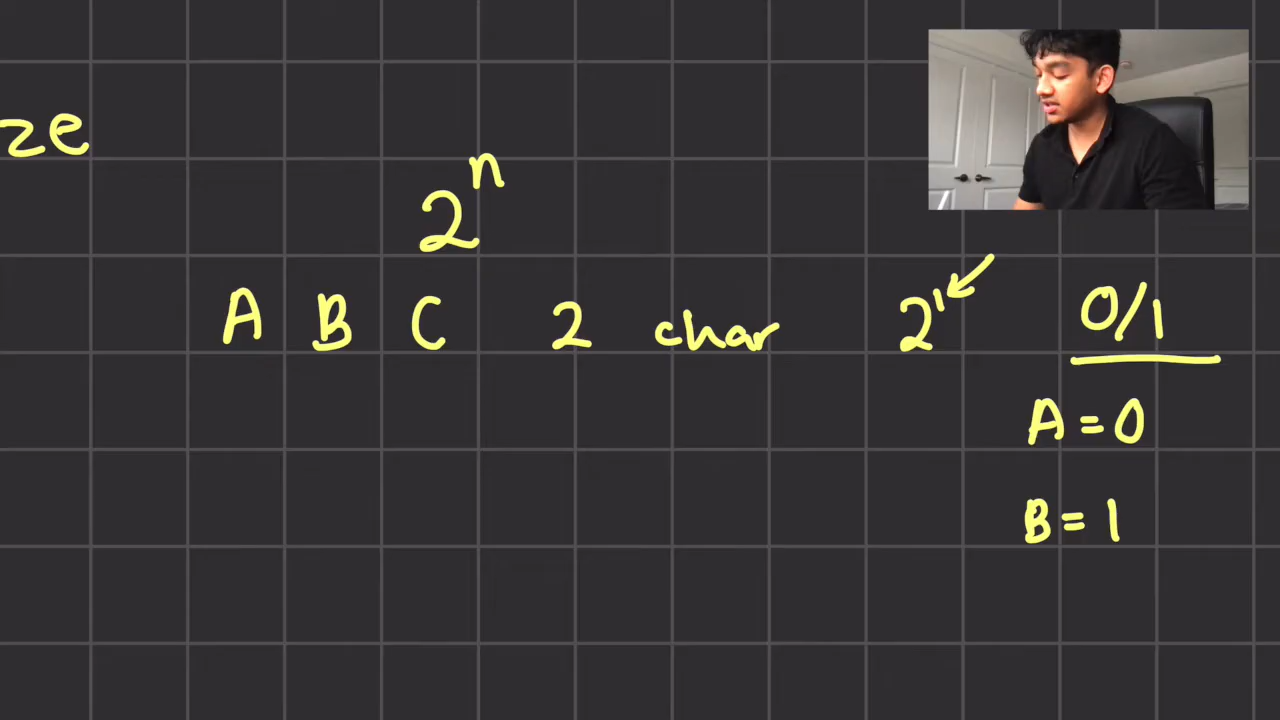 ze
2^n
A B C 2 char 2^1 0/1
A = 0
B = 1